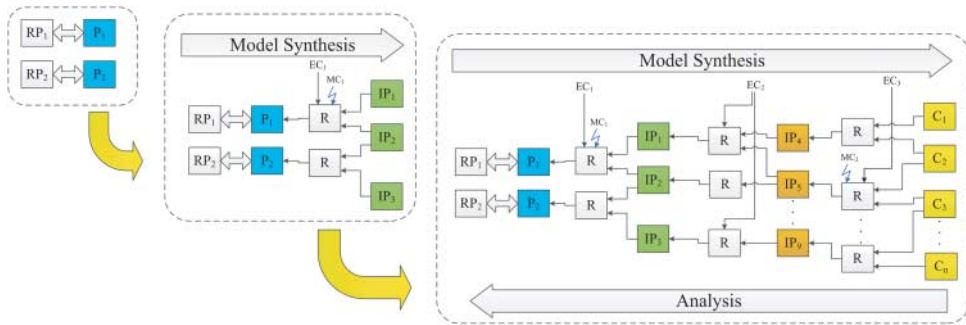 RP1 P1
RP2 P2
Model Synthesis
EC1
MC1
RP1 P1 R IP1
IP2
RP2 P2 R
IP3
Model Synthesis
EC1 EC2 EC3
MC1
IP1 R IP4 R C1
RP1 P1 R
MC2
C2
IP2 R IP5 R
RP2 P2 R
C3
IP3 R IP9 R
Cn
Analysis